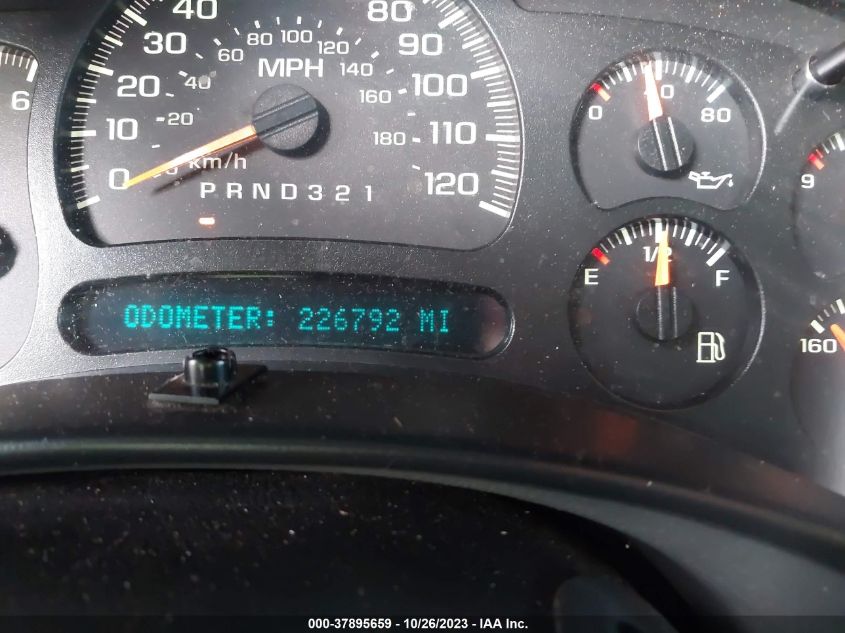 40 80
30 60 80 100 120 90
MPH
6 20 40 140 100 0 40 80
160
10 20 180 110
0 km/h 120 9
P R N D 3 2 1
1/2
E F
ODOMETER: 226792 MI
160
000-37895659 - 10/26/2023 - IAA Inc.